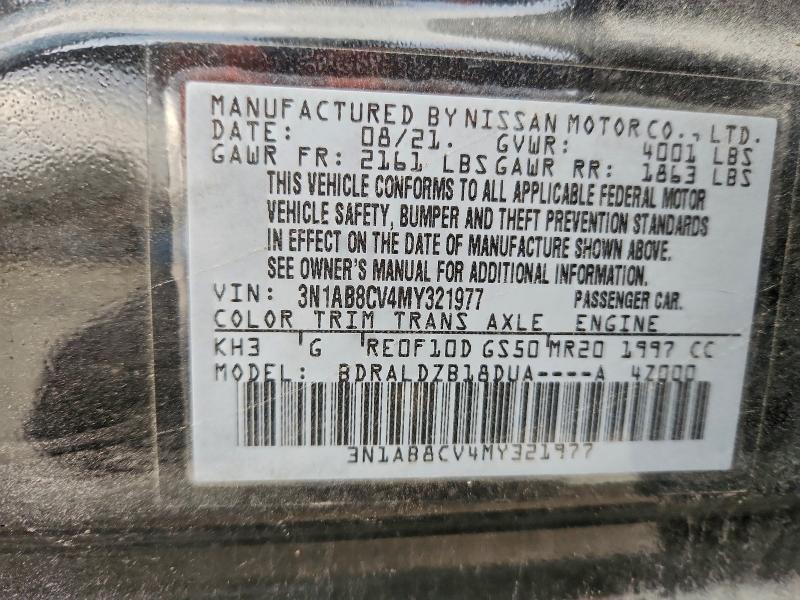 MANUFACTURED BY NISSAN MOTOR CO., LTD.
DATE: 08/21. GVWR: 4001 LBS
GAWR FR: 2161 LBS GAWR RR: 1863 LBS
THIS VEHICLE CONFORMS TO ALL APPLICABLE FEDERAL MOTOR
VEHICLE SAFETY, BUMPER AND THEFT PREVENTION STANDARDS
IN EFFECT ON THE DATE OF MANUFACTURE SHOWN ABOVE.
SEE OWNER'S MANUAL FOR ADDITIONAL INFORMATION.
VIN: 3N1AB8CV4MY321977 PASSENGER CAR.
COLOR TRIM TRANS AXLE ENGINE
KH3 G RE0F10D GS50 MR20 1997 CC
MODEL: BDRALDZB18DUA----A 4Z000
3N1AB8CV4MY321977